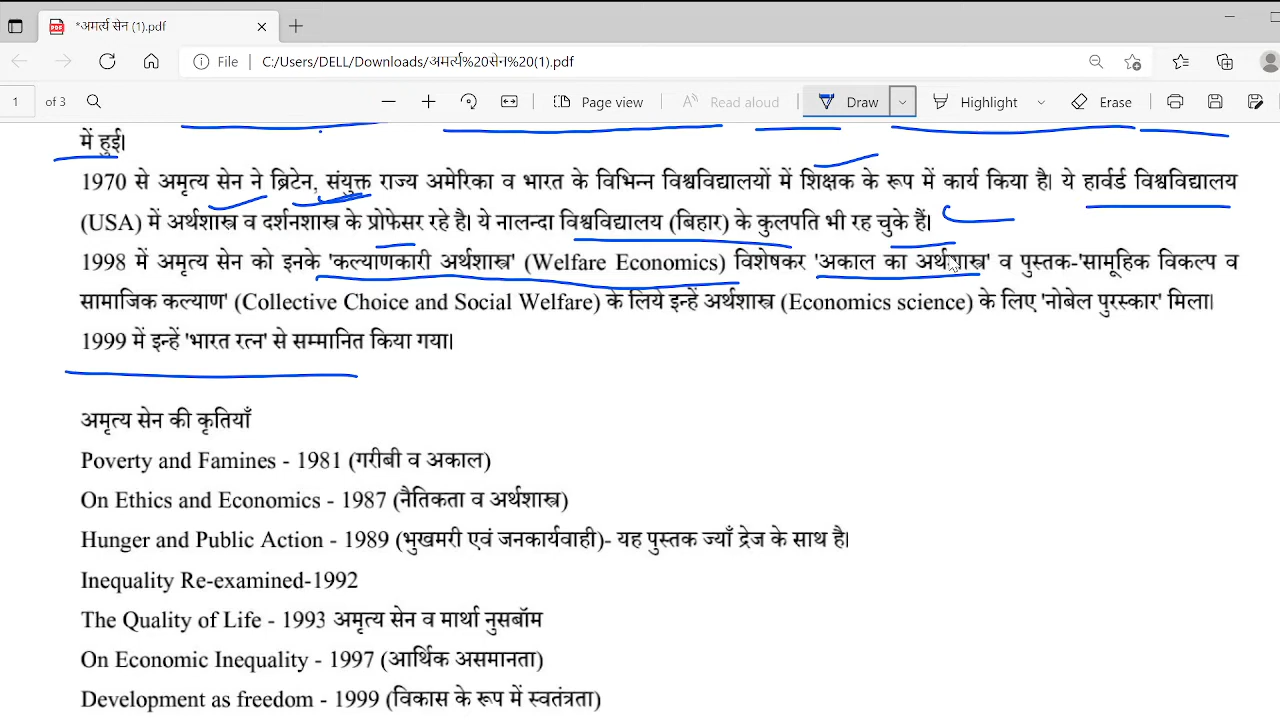 *अमर्त्य सेन (1).pdf
File C:/Users/DELL/Downloads/अमर्त्य%20सेन%20(1).pdf
1 of 3 Page view Read aloud Draw Highlight Erase
में हुई।
1970 से अमृत्य सेन ने ब्रिटेन, संयुक्त राज्य अमेरिका व भारत के विभिन्न विश्वविद्यालयों में शिक्षक के रूप में कार्य किया है। ये हार्वर्ड विश्वविद्यालय
(USA) में अर्थशास्त्र व दर्शनशास्त्र के प्रोफेसर रहे है। ये नालन्दा विश्वविद्यालय (बिहार) के कुलपति भी रह चुके हैं।
1998 में अमृत्य सेन को इनके 'कल्याणकारी अर्थशास्त्र' (Welfare Economics) विशेषकर 'अकाल का अर्थशास्त्र' व पुस्तक-'सामूहिक विकल्प व
सामाजिक कल्याण' (Collective Choice and Social Welfare) के लिये इन्हें अर्थशास्त्र (Economics science) के लिए 'नोबेल पुरस्कार' मिला।
1999 में इन्हें 'भारत रत्न' से सम्मानित किया गया।
अमृत्य सेन की कृतियाँ
Poverty and Famines - 1981 (गरीबी व अकाल)
On Ethics and Economics - 1987 (नैतिकता व अर्थशास्त्र)
Hunger and Public Action - 1989 (भुखमरी एवं जनकार्यवाही)- यह पुस्तक ज्याँ द्रेज के साथ है।
Inequality Re-examined-1992
The Quality of Life - 1993 अमृत्य सेन व मार्था नुसबॉम
On Economic Inequality - 1997 (आर्थिक असमानता)
Development as freedom - 1999 (विकास के रूप में स्वतंत्रता)